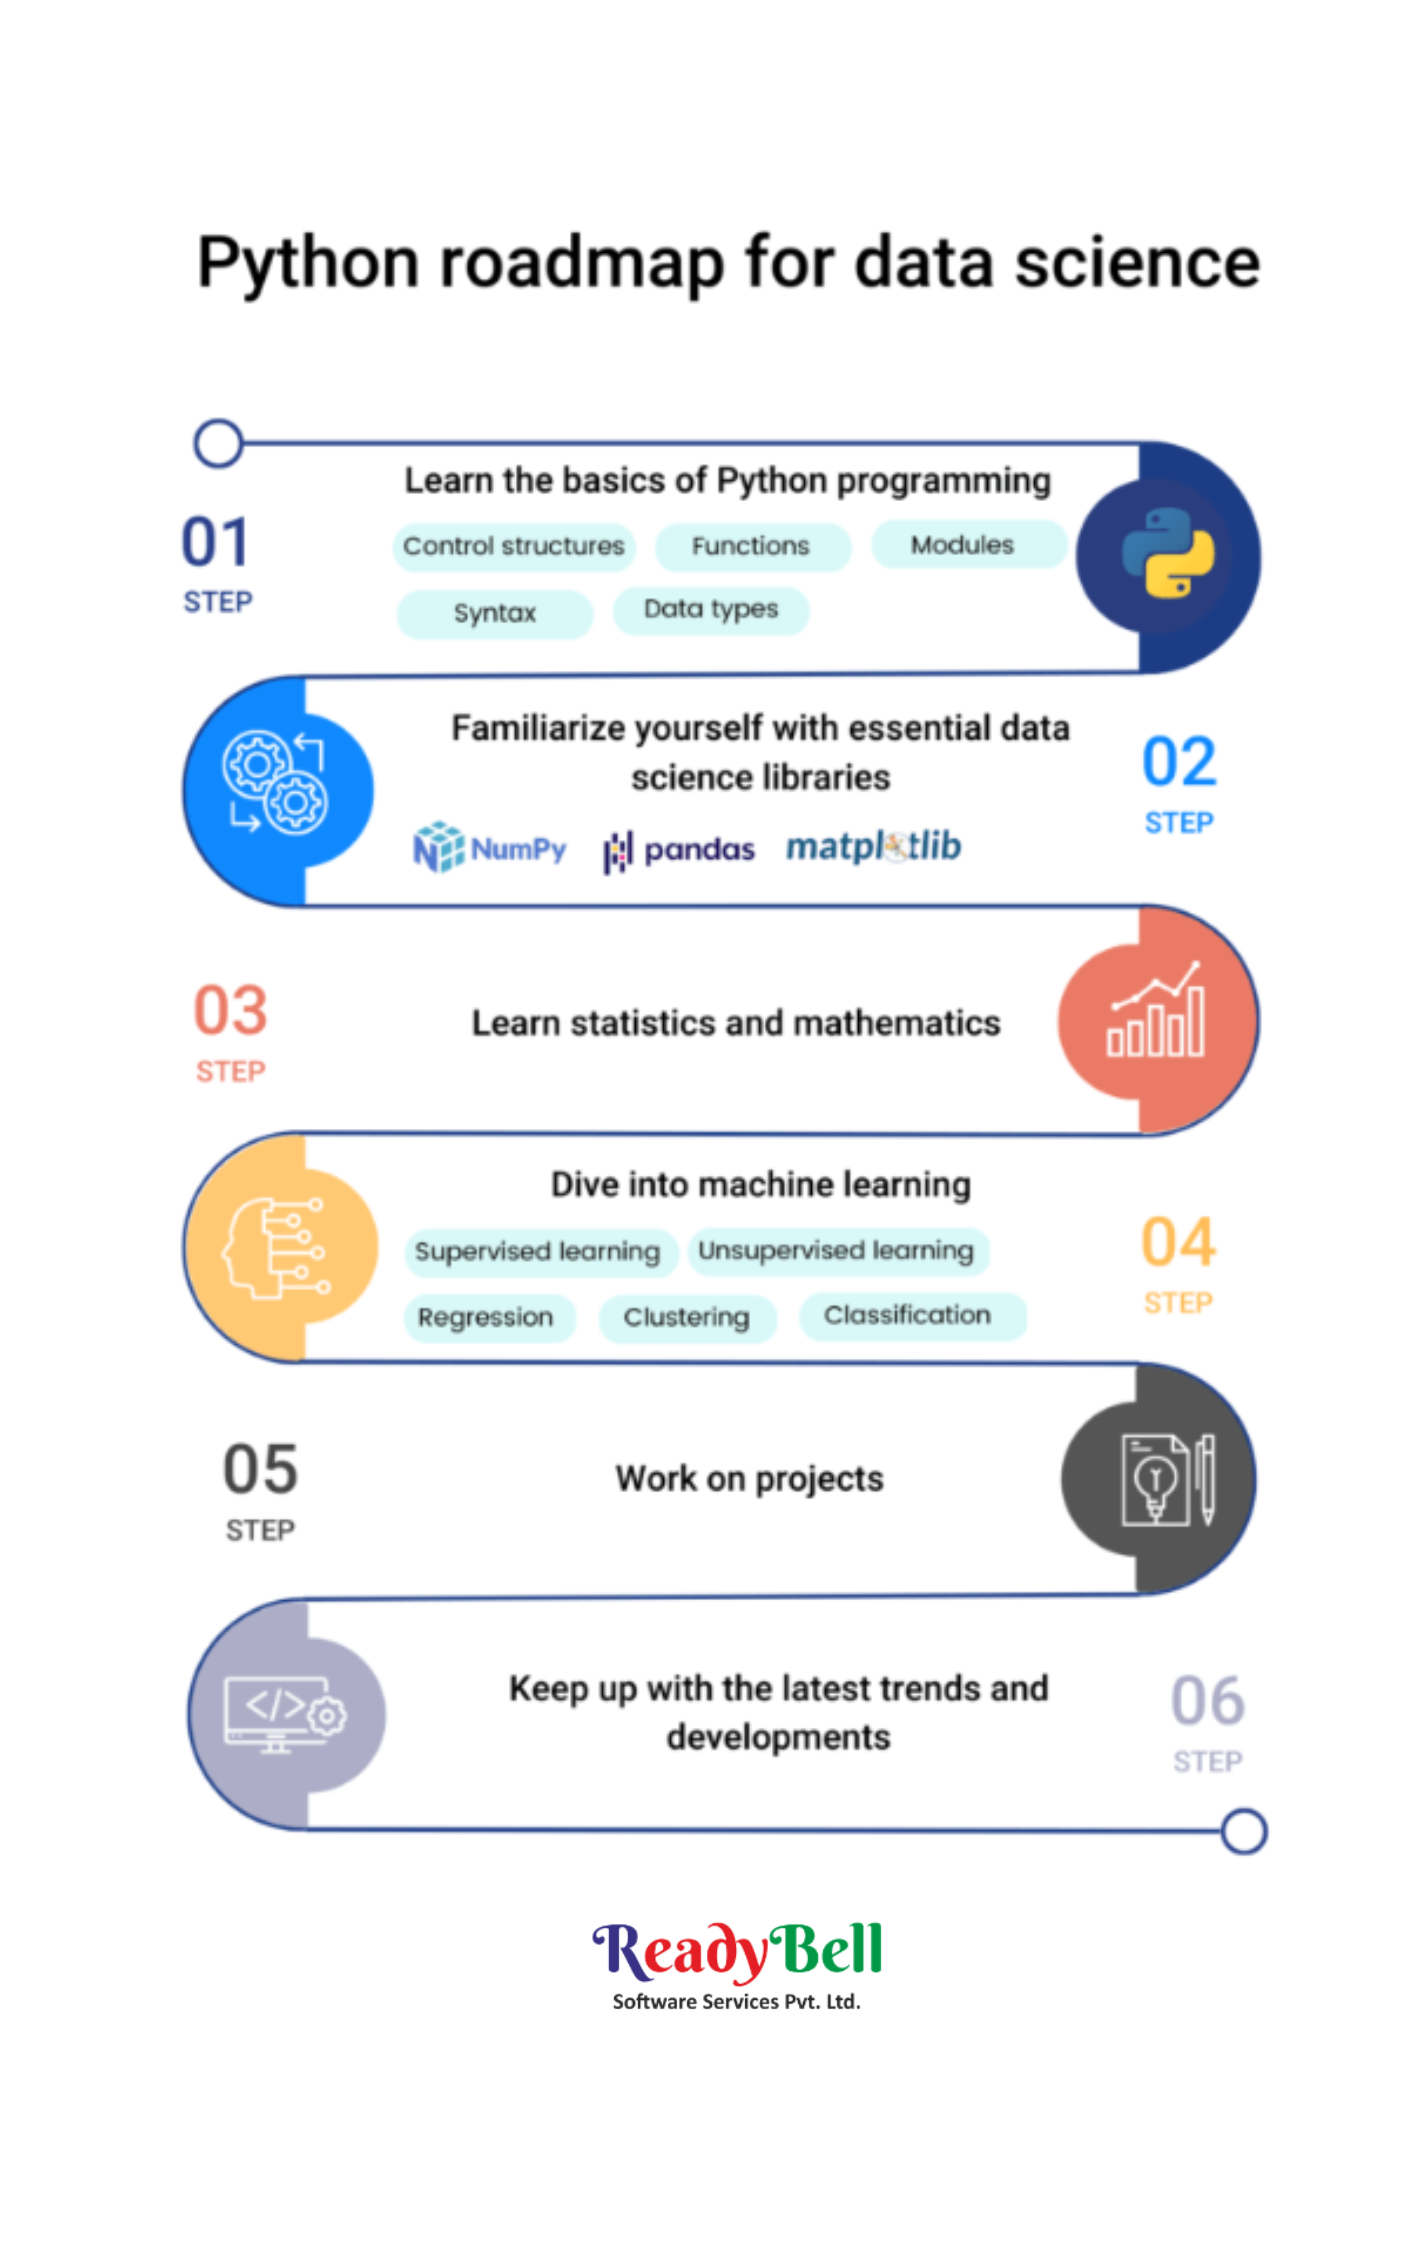 Python roadmap for data science
01
STEP
Learn the basics of Python programming
Control structures
Functions
Modules
Syntax
Data types
02
STEP
Familiarize yourself with essential data
science libraries
NumPy
pandas
matplotlib
03
STEP
Learn statistics and mathematics
04
STEP
Dive into machine learning
Supervised learning
Unsupervised learning
Regression
Clustering
Classification
05
STEP
Work on projects
06
STEP
Keep up with the latest trends and
developments
</>
ReadyBell
Software Services Pvt. Ltd.